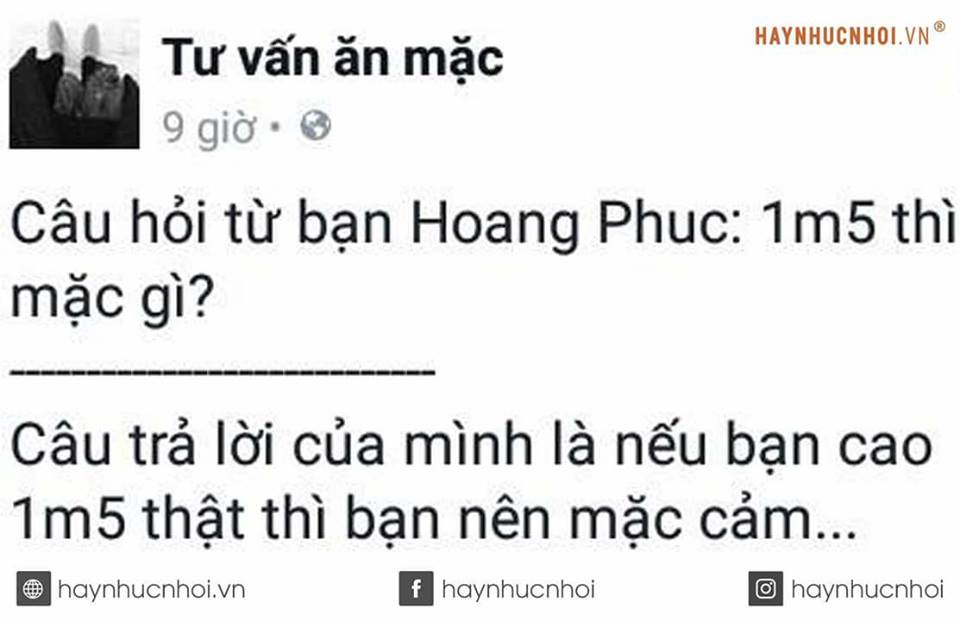 HAYNHUCNHOI.VN®
Tư vấn ăn mặc
9 giờ ·
Câu hỏi từ bạn Hoang Phuc: 1m5 thì
mặc gì?
----------------------------
Câu trả lời của mình là nếu bạn cao
1m5 thật thì bạn nên mặc cảm...
haynhucnhoi.vn haynhucnhoi haynhucnhoi